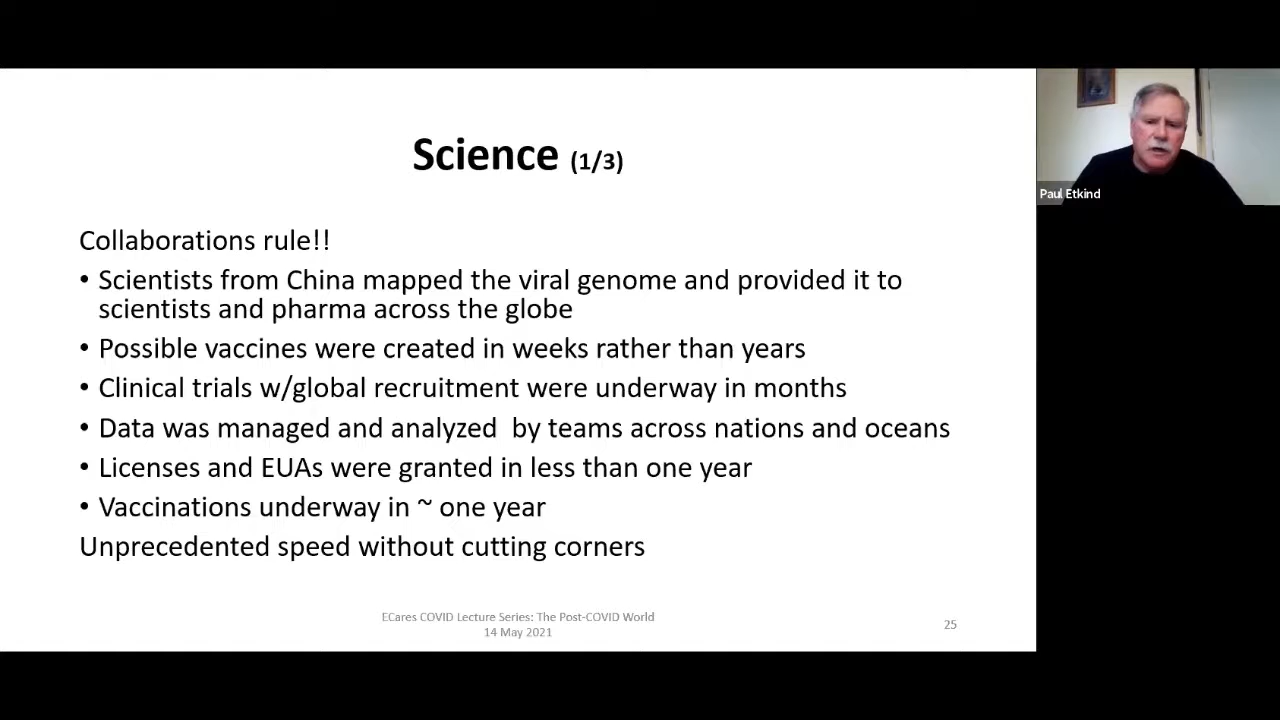 Science (1/3)
Collaborations rule!!
• Scientists from China mapped the viral genome and provided it to
scientists and pharma across the globe
• Possible vaccines were created in weeks rather than years
• Clinical trials w/global recruitment were underway in months
• Data was managed and analyzed  by teams across nations and oceans
• Licenses and EUAs were granted in less than one year
• Vaccinations underway in ~ one year
Unprecedented speed without cutting corners
ECares COVID Lecture Series: The Post-COVID World
14 May 2021
25
Paul Etkind